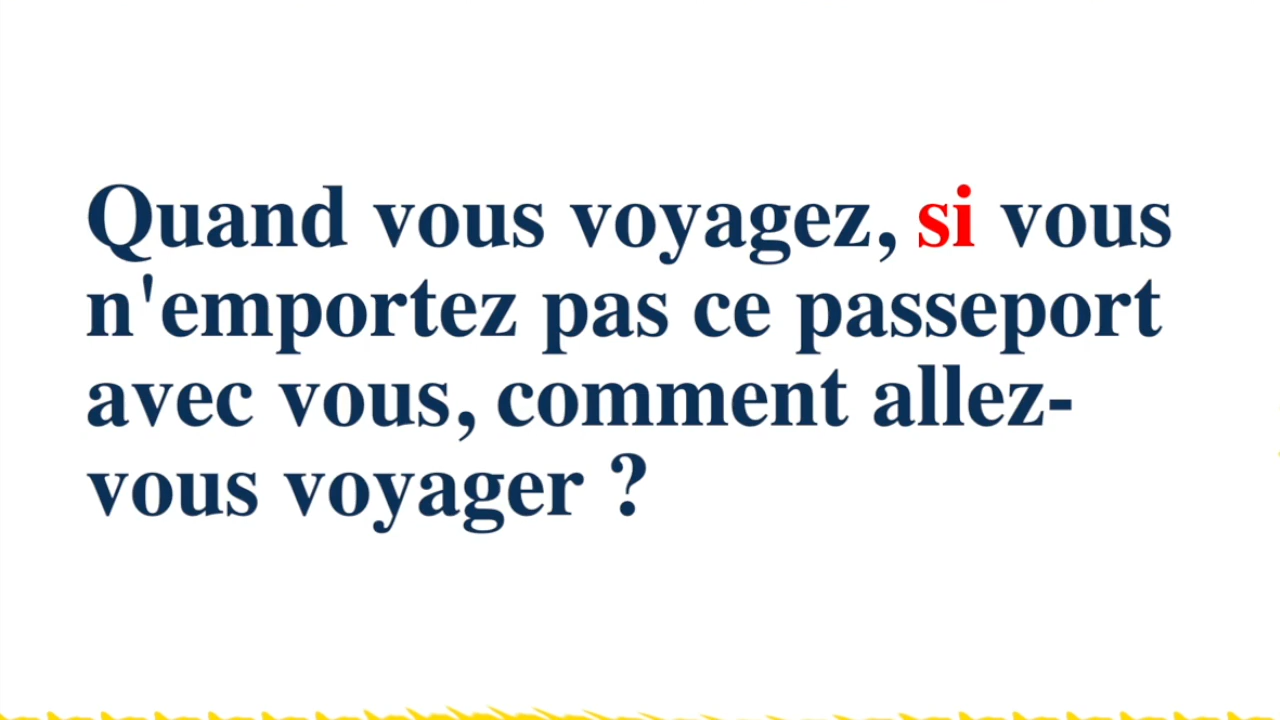 Quand vous voyagez, si vous
n'emportez pas ce passeport
avec vous, comment allez-
vous voyager ?